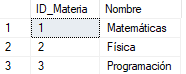 ID_Materia Nombre
1 1 Matemáticas
2 2 Física
3 3 Programación